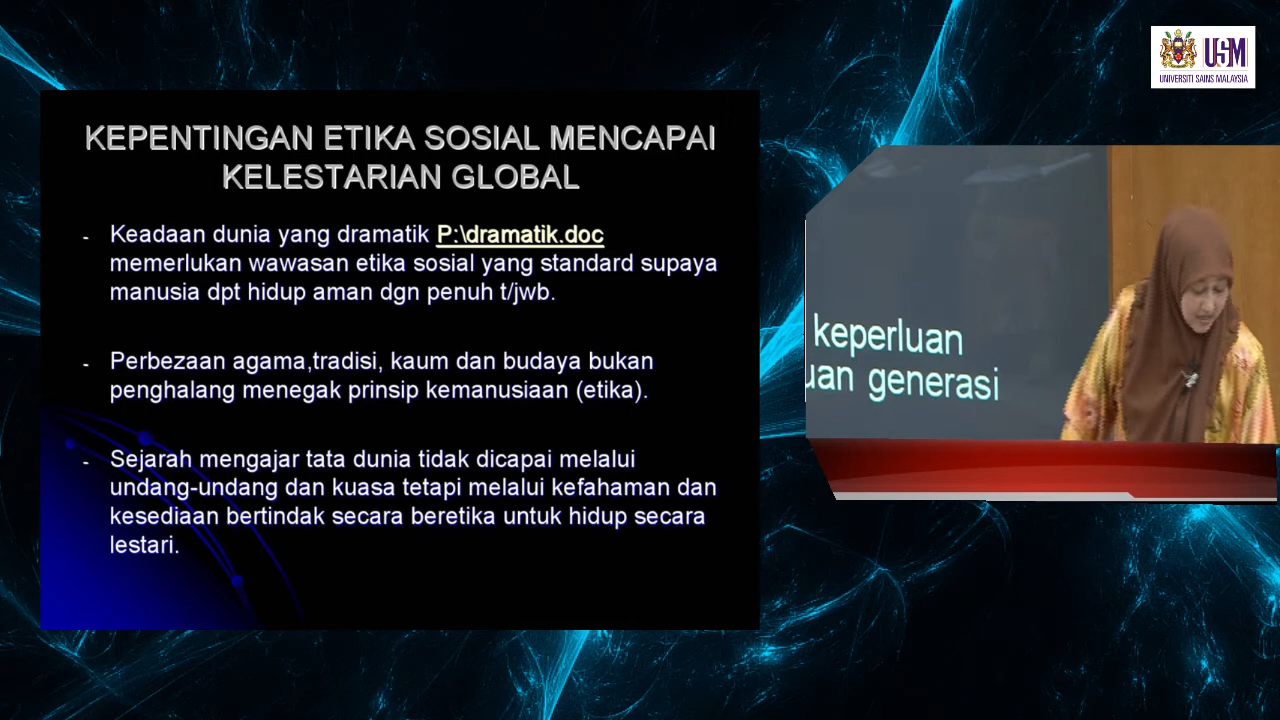 KEPENTINGAN ETIKA SOSIAL MENCAPAI
KELESTARIAN GLOBAL
- Keadaan dunia yang dramatik P:\dramatik.doc
memerlukan wawasan etika sosial yang standard supaya
manusia dpt hidup aman dgn penuh t/jwb.
- Perbezaan agama,tradisi, kaum dan budaya bukan
penghalang menegak prinsip kemanusiaan (etika).
- Sejarah mengajar tata dunia tidak dicapai melalui
undang-undang dan kuasa tetapi melalui kefahaman dan
kesediaan bertindak secara beretika untuk hidup secara
lestari.
USM
UNIVERSITI SAINS MALAYSIA
keperluan
generasi